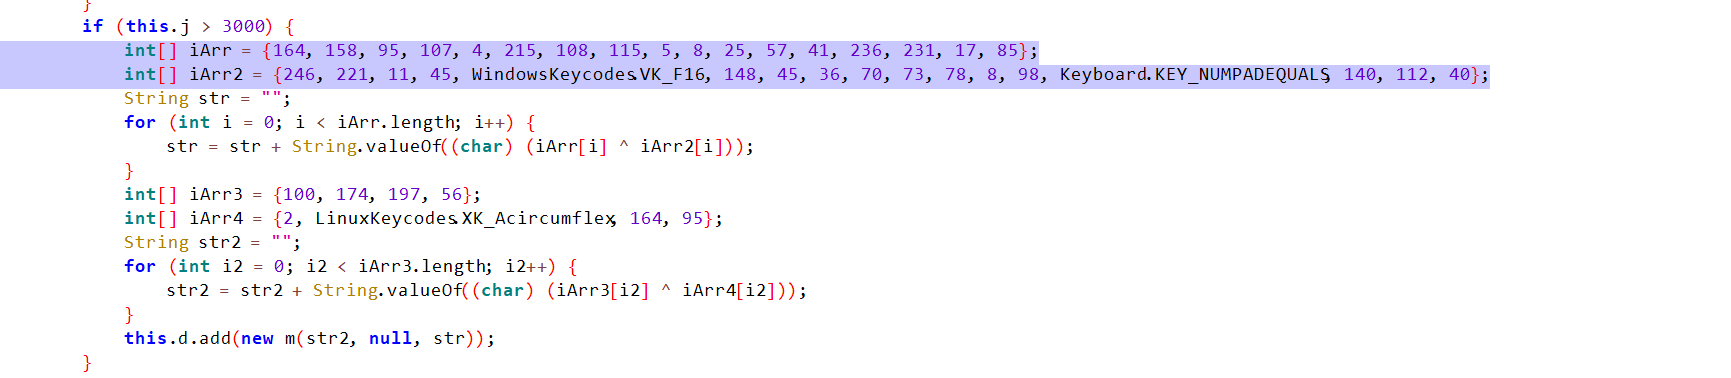 }
if (this.j > 3000) {
int[] iArr = {164, 158, 95, 107, 4, 215, 108, 115, 5, 8, 25, 57, 41, 236, 231, 17, 85};
int[] iArr2 = {246, 221, 11, 45, WindowsKeycodes.VK_F16, 148, 45, 36, 70, 73, 78, 8, 98, Keyboard.KEY_NUMPADEQUALS, 140, 112, 40};
String str = "";
for (int i = 0; i < iArr.length; i++) {
str = str + String.valueOf((char) (iArr[i] ^ iArr2[i]));
}
int[] iArr3 = {100, 174, 197, 56};
int[] iArr4 = {2, LinuxKeycodes.XK_Acircumflex, 164, 95};
String str2 = "";
for (int i2 = 0; i2 < iArr3.length; i2++) {
str2 = str2 + String.valueOf((char) (iArr3[i2] ^ iArr4[i2]));
}
this.d.add(new m(str2, null, str));
}